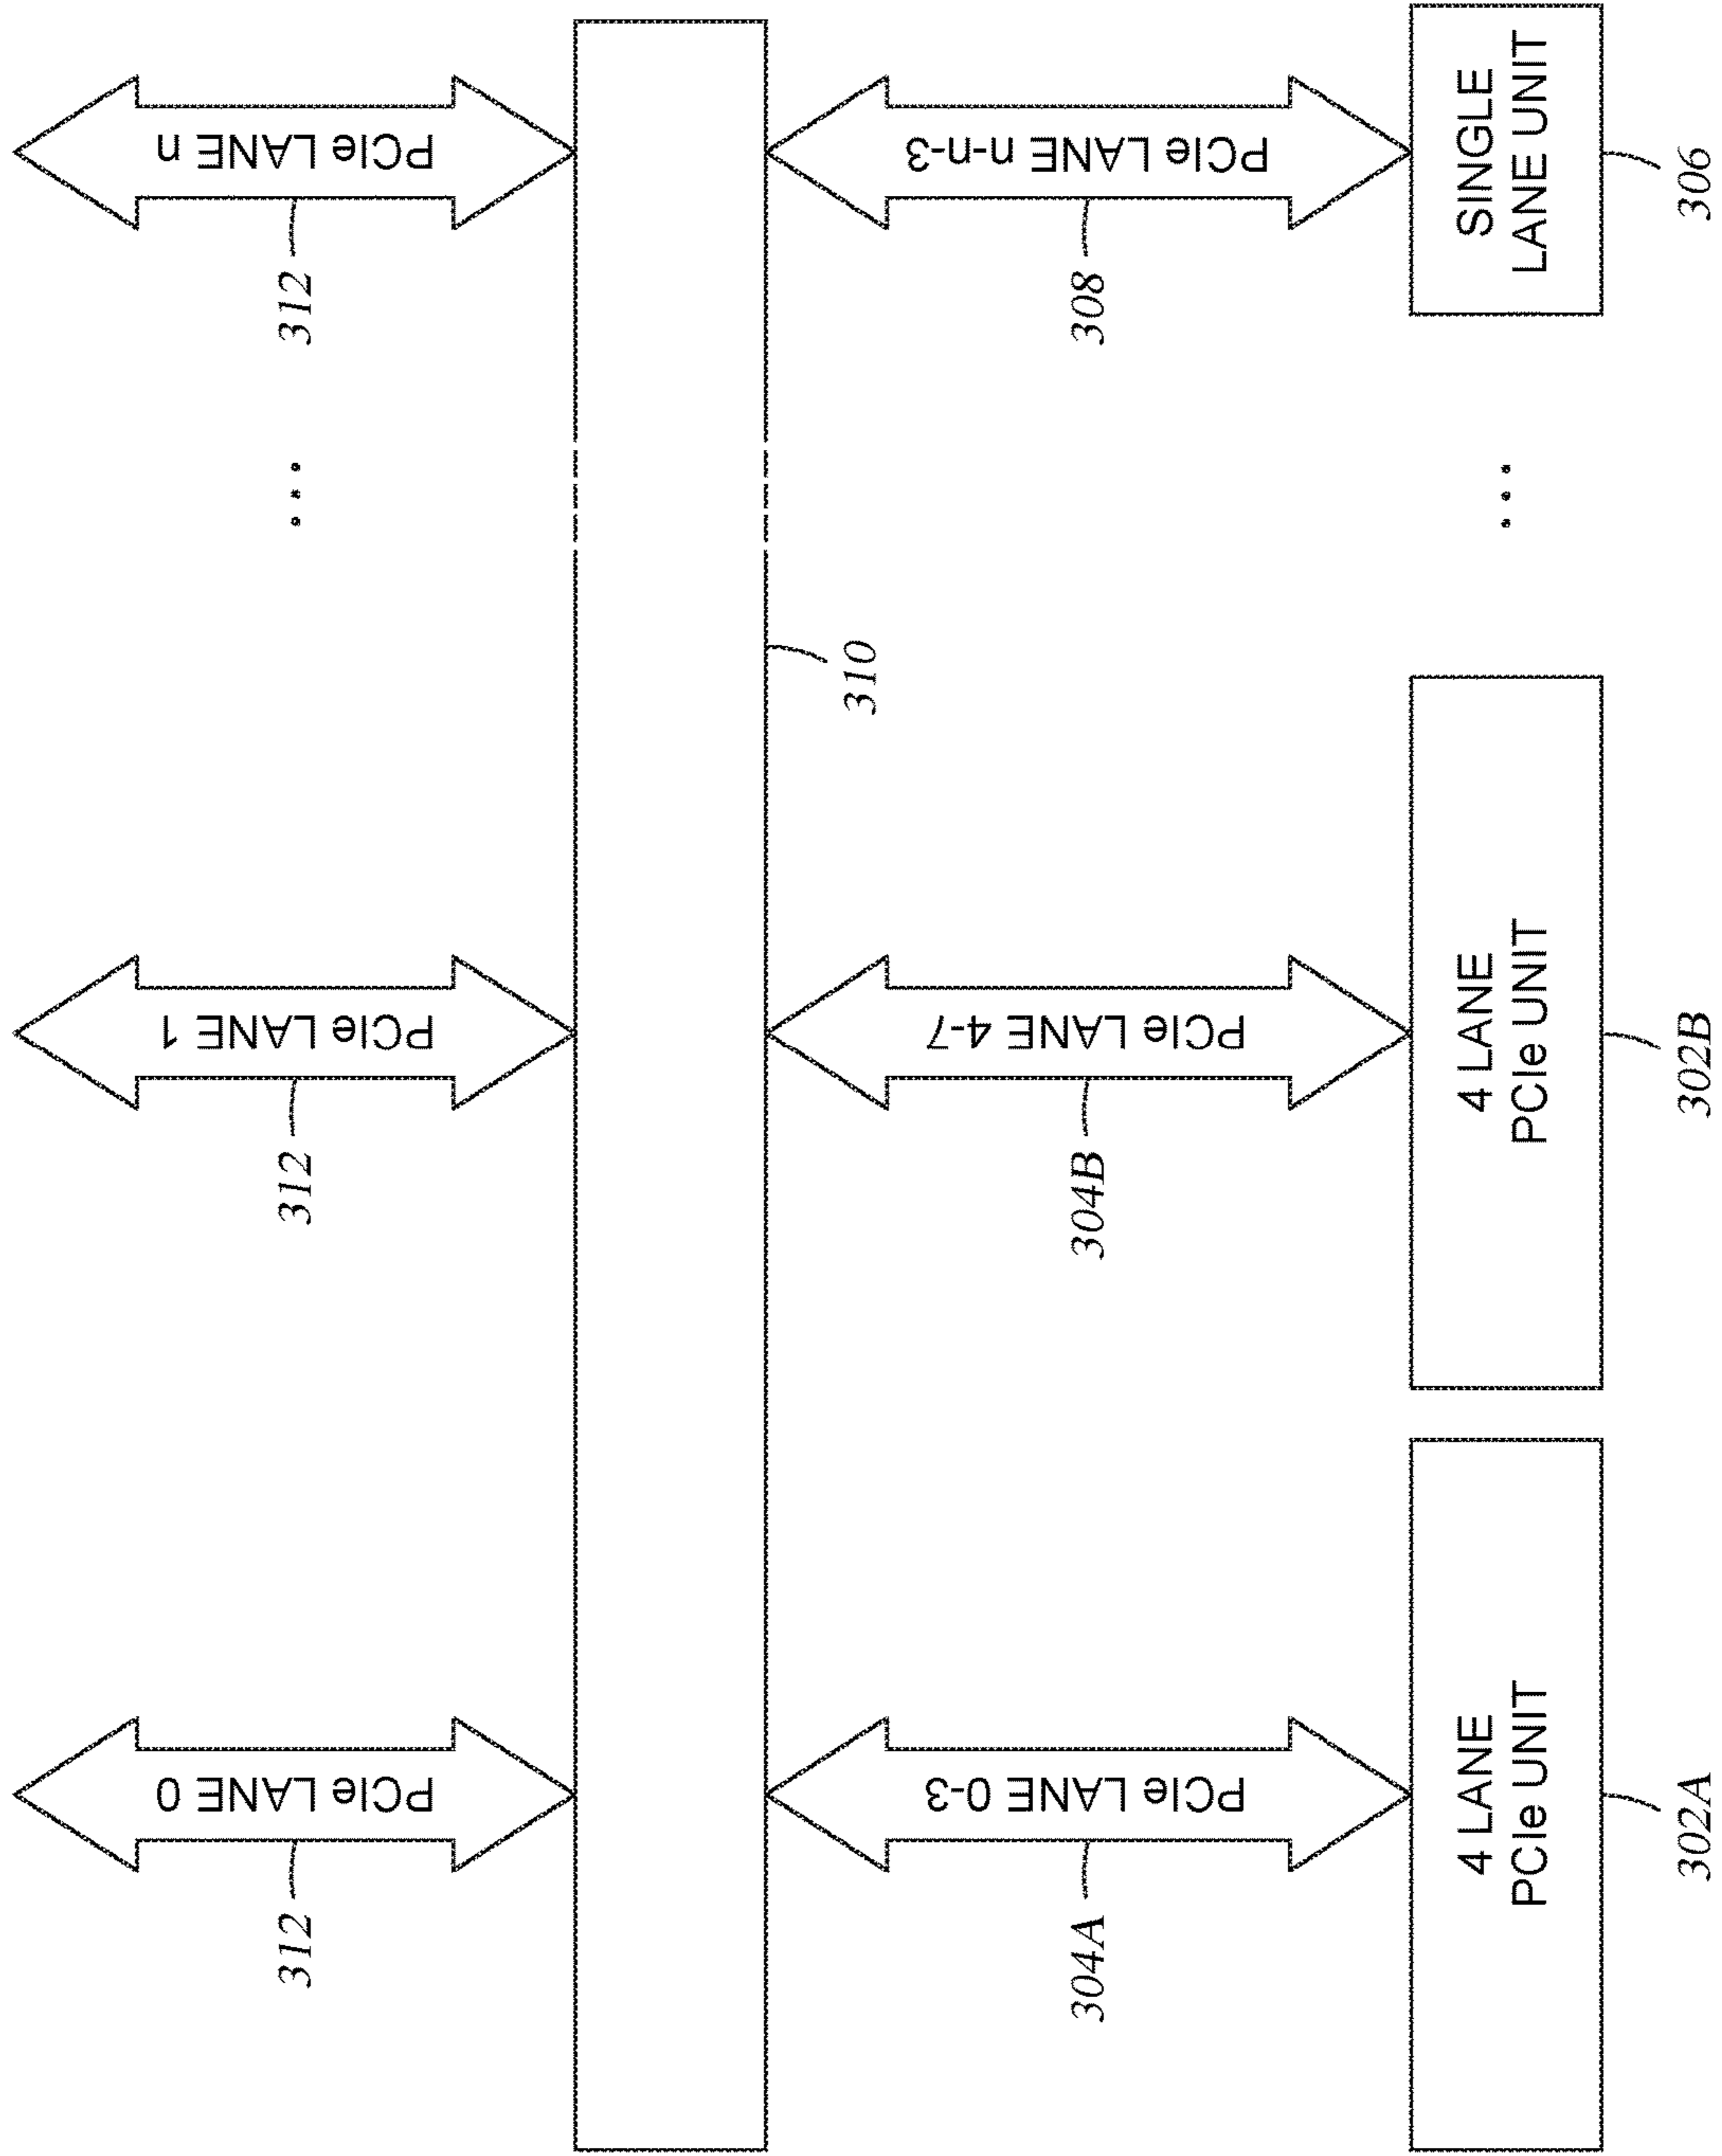 PCIe LANE 0
312
PCIe LANE 1
312
...
PCIe LANE n
312
310
PCIe LANE 0-3
304A
PCIe LANE 4-7
304B
PCIe LANE n-n-3
308
4 LANE
PCIe UNIT
302A
4 LANE
PCIe UNIT
302B
...
SINGLE
LANE UNIT
306